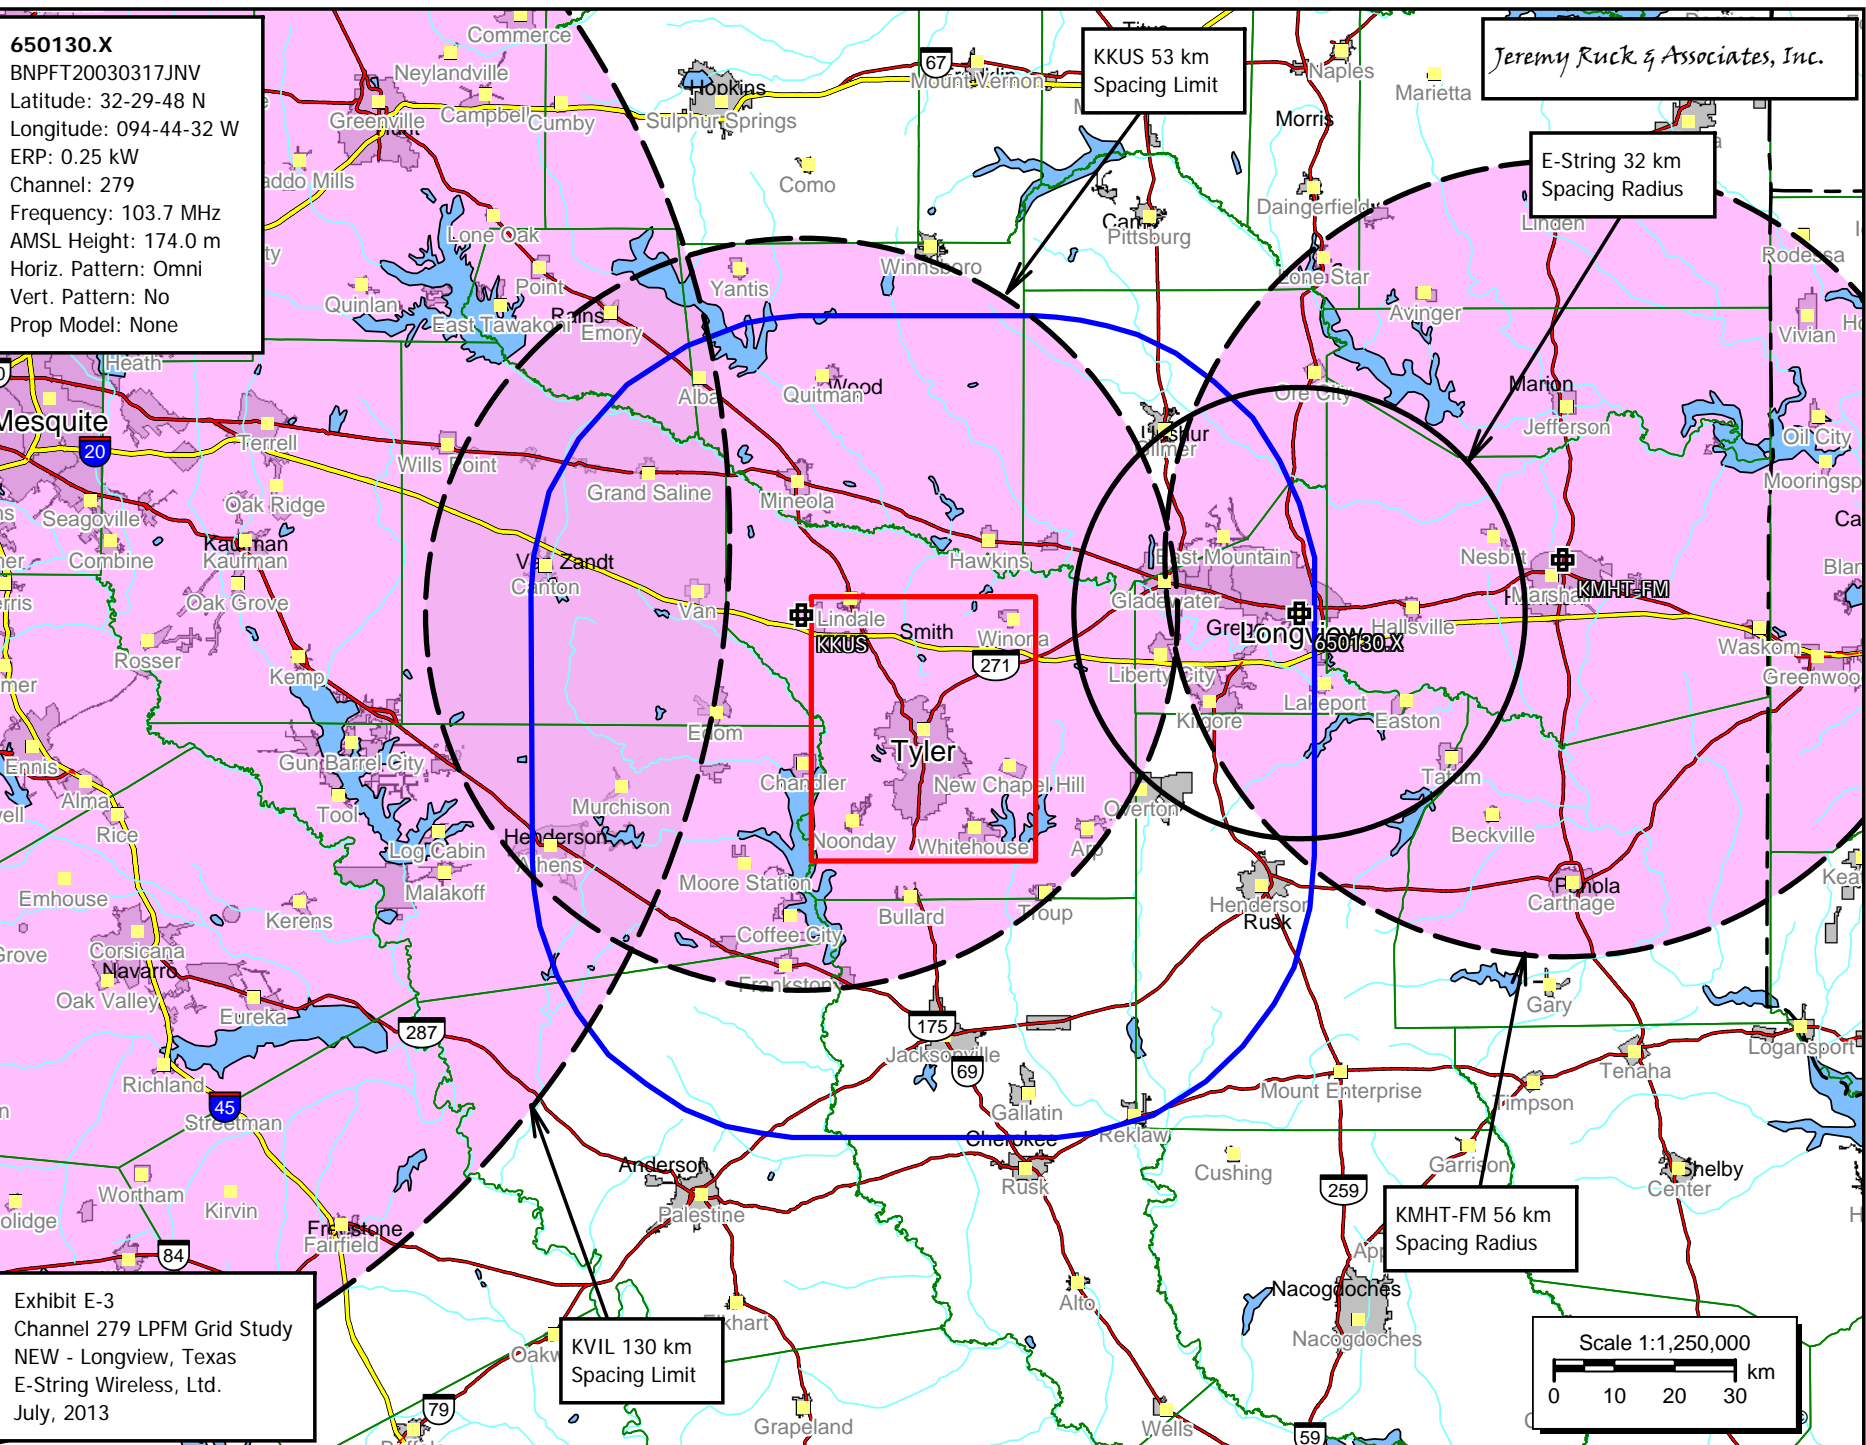 650130.X
BNPFT20030317JNV
Latitude: 32-29-48 N
Longitude: 094-44-32 W
ERP: 0.25 kW
Channel: 279
Frequency: 103.7 MHz
AMSL Height: 174.0 m
Horiz. Pattern: Omni
Vert. Pattern: No
Prop Model: None
KKUS 53 km
Spacing Limit
Jeremy Ruck & Associates, Inc.
E-String 32 km
Spacing Radius
Commerce
Neylandville
Greenville
Campbell
Cumby
Hopkins
Sulphur Springs
67
Mount Vernon
Titus
Naples
Marietta
Morris
Como
Lone Oak
Point
Quinlan
East Tawakoni
Rains
Emory
Yantis
Winnsboro
Camp
Pittsburg
Daingerfield
Linden
Lone Star
Avinger
Rodessa
Vivian
Heath
Mesquite
20
Terrell
Wills Point
Alba
Quitman
Wood
Grand Saline
Mineola
Upshur
Gilmer
Ore City
Marion
Jefferson
Oil City
Seagoville
Oak Ridge
Combine
Kaufman
Kaufman
Oak Grove
Van Zandt
Canton
Van
Hawkins
East Mountain
Gladewater
Nesbitt
Marshall
KMHT-FM
Lindale
KKUS
Smith
Winona
271
Longview
650130.X
Hallsville
Waskom
Greenwood
Rosser
Kemp
Liberty City
Kilgore
Lakeport
Easton
Edom
Tyler
Ennis
Gun Barrel City
Chandler
New Chapel Hill
Overton
Tatum
Alma
Tool
Murchison
Rice
Log Cabin
Henderson
Athens
Noonday
Whitehouse
Arp
Beckville
Malakoff
Moore Station
Emhouse
Kerens
Bullard
Troup
Henderson
Rusk
Panola
Carthage
Corsicana
Navarro
Coffee City
Oak Valley
Eureka
Frankston
Gary
287
175
Jacksonville
69
Logansport
Tenaha
Richland
45
Streetman
Gallatin
Mount Enterprise
Timpson
Reklaw
Cherokee
Rusk
Cushing
Garrison
Wortham
Kirvin
Anderson
Palestine
259
Shelby
Center
KMHT-FM 56 km
Spacing Radius
Freestone
Fairfield
84
Alto
Nacogdoches
Nacogdoches
Exhibit E-3
Channel 279 LPFM Grid Study
NEW - Longview, Texas
E-String Wireless, Ltd.
July, 2013
KVIL 130 km
Spacing Limit
Scale 1:1,250,000
km
0 10 20 30
79
Grapeland
Wells
59